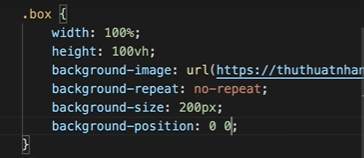 .box {
width: 100%;
height: 100vh;
background-image: url(https://thuthuatnhan
background-repeat: no-repeat;
background-size: 200px;
background-position: 0 0;
}